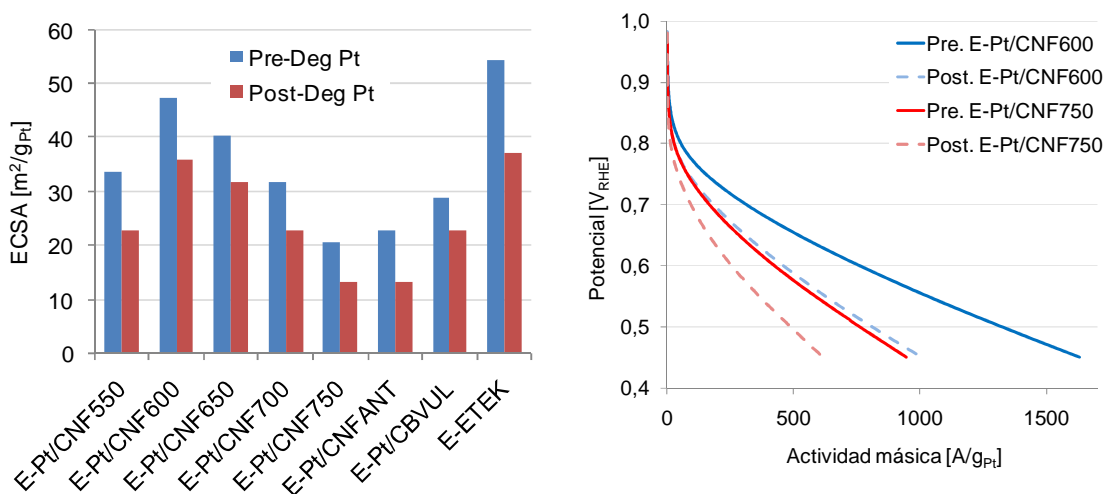 60
50
40
30
20
10
0
ECSA [m²/gPt]
Pre-Deg Pt
Post-Deg Pt
E-Pt/CNF550
E-Pt/CNF600
E-Pt/CNF650
E-Pt/CNF700
E-Pt/CNF750
E-Pt/CNFANT
E-Pt/CBVUL
E-ETEK
1,0
0,9
0,8
0,7
0,6
0,5
0,4
Potencial [VRHE]
Pre. E-Pt/CNF600
Post. E-Pt/CNF600
Pre. E-Pt/CNF750
Post. E-Pt/CNF750
0
500
1000
1500
Actividad másica [A/gPt]